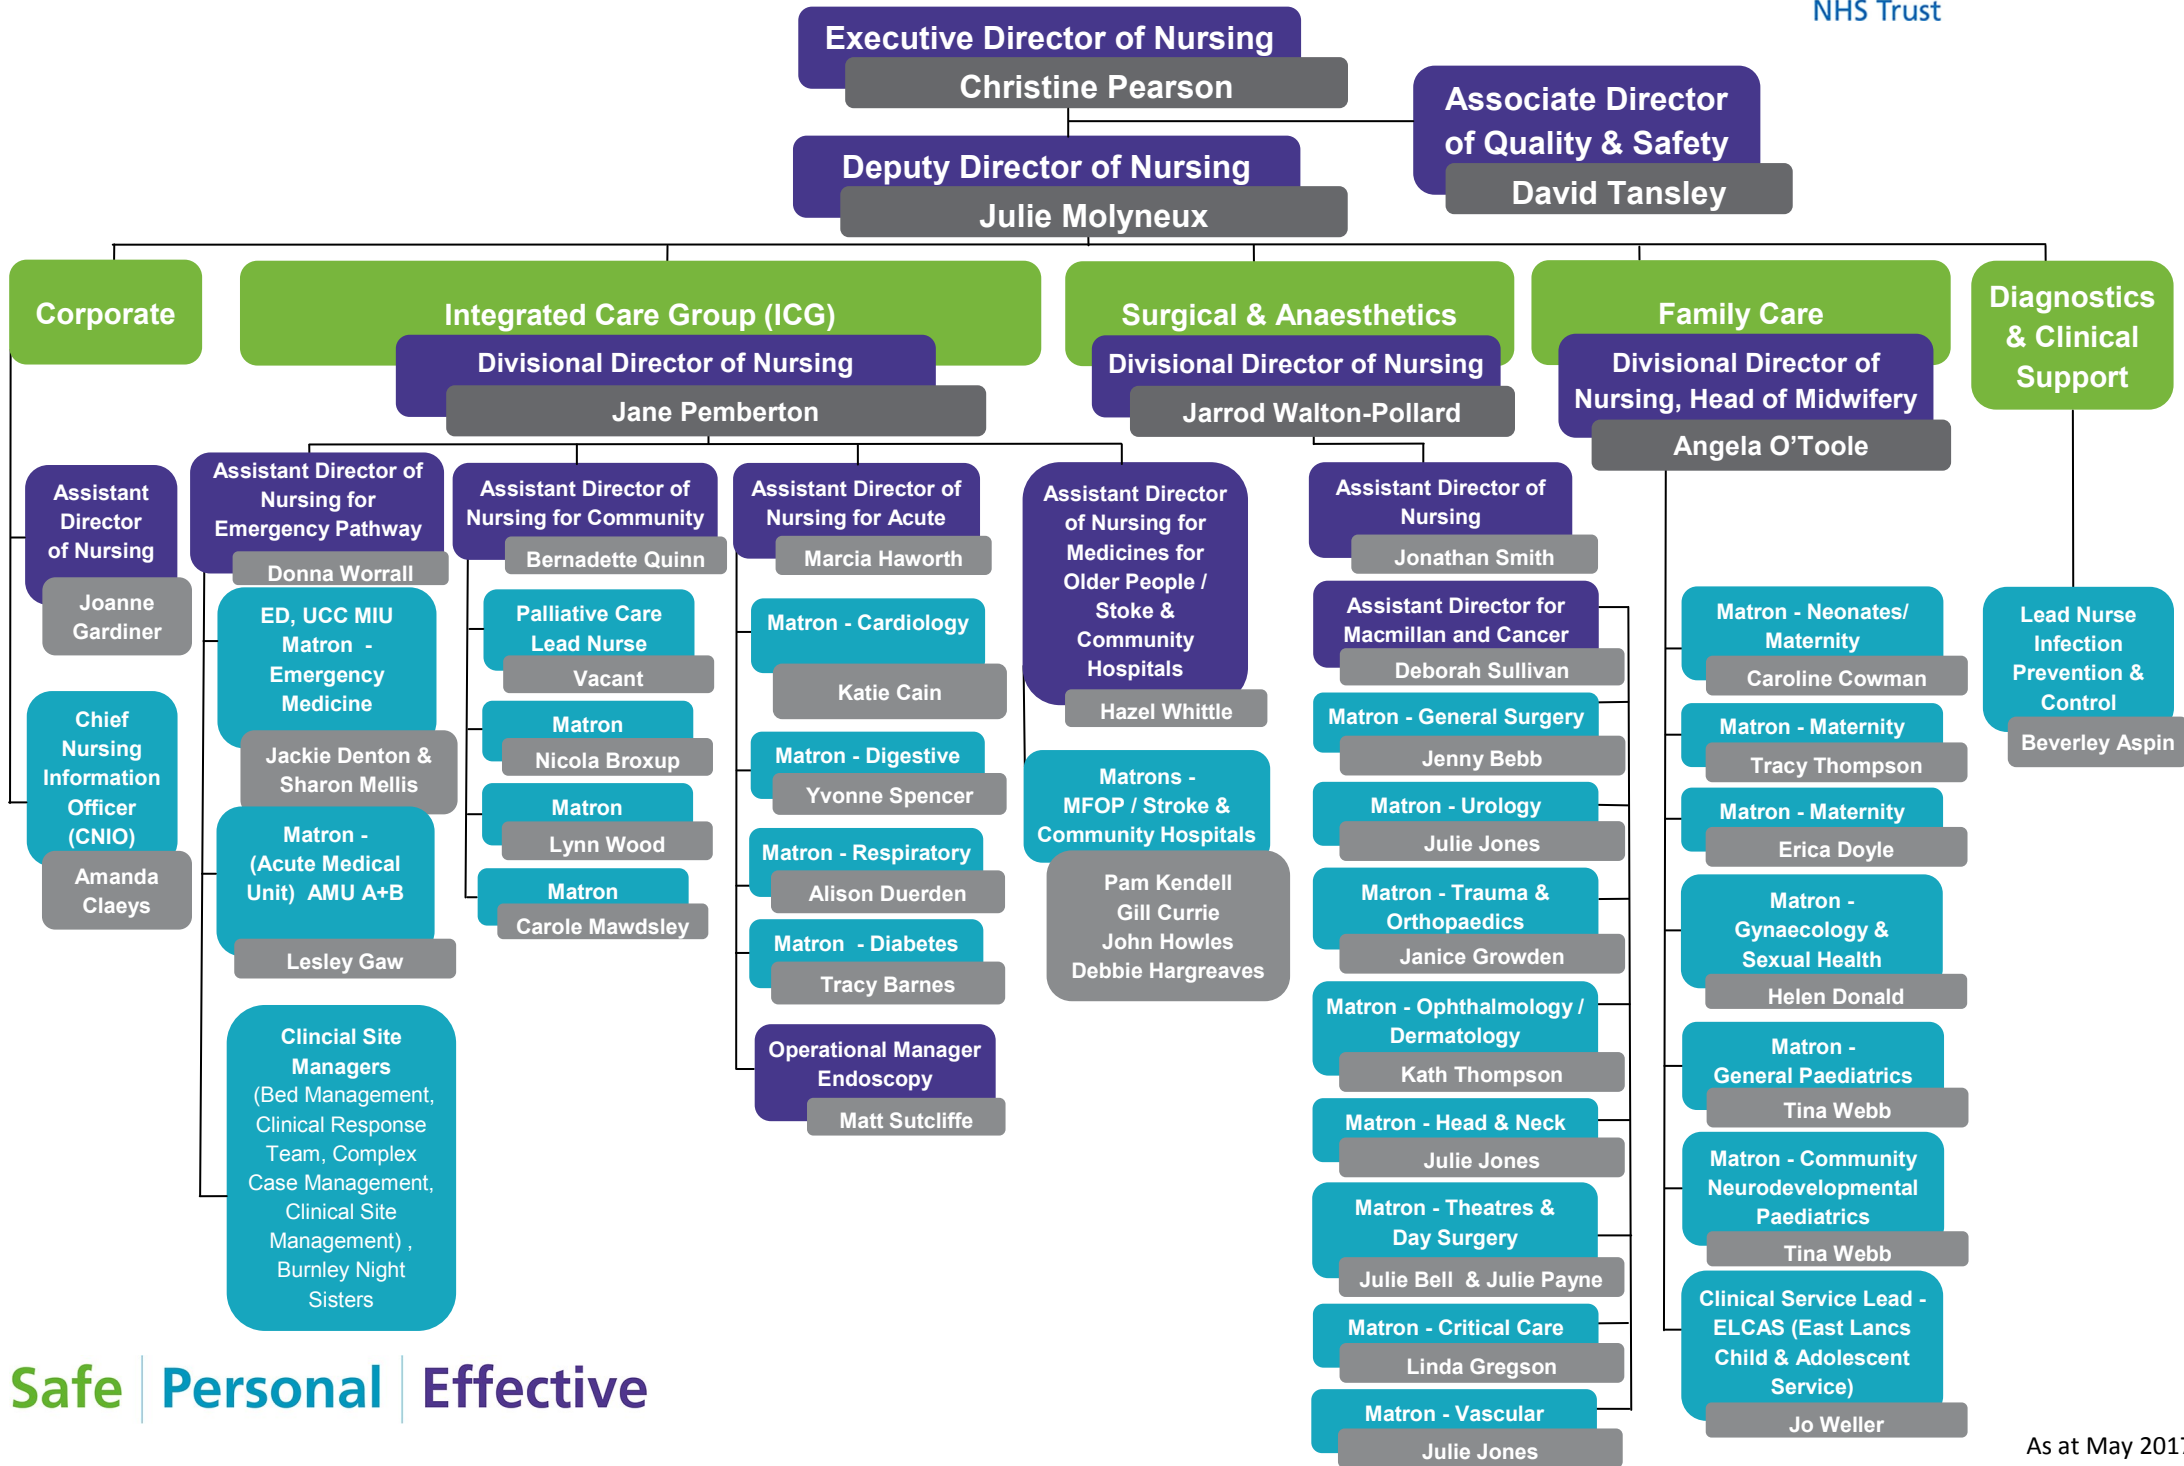 NHS Trust
Executive Director of Nursing
Christine Pearson
Associate Director
of Quality & Safety
David Tansley
Deputy Director of Nursing
Julie Molyneux
Corporate
Assistant
Director
of Nursing
Joanne
Gardiner
Chief
Nursing
Information
Officer
(CNIO)
Amanda
Claeys
Integrated Care Group (ICG)
Divisional Director of Nursing
Jane Pemberton
Assistant Director of
Nursing for
Emergency Pathway
Donna Worrall
ED, UCC MIU
Matron -
Emergency
Medicine
Jackie Denton &
Sharon Mellis
Matron -
(Acute Medical
Unit) AMU A+B
Lesley Gaw
Clincial Site
Managers
(Bed Management,
Clinical Response
Team, Complex
Case Management,
Clinical Site
Management) ,
Burnley Night
Sisters
Assistant Director of
Nursing for Community
Bernadette Quinn
Palliative Care
Lead Nurse
Vacant
Matron
Nicola Broxup
Matron
Lynn Wood
Matron
Carole Mawdsley
Assistant Director of
Nursing for Acute
Marcia Haworth
Matron - Cardiology
Katie Cain
Matron - Digestive
Yvonne Spencer
Matron - Respiratory
Alison Duerden
Matron - Diabetes
Tracy Barnes
Operational Manager
Endoscopy
Matt Sutcliffe
Assistant Director
of Nursing for
Medicines for
Older People /
Stoke &
Community
Hospitals
Hazel Whittle
Matrons -
MFOP / Stroke &
Community Hospitals
Pam Kendell
Gill Currie
John Howles
Debbie Hargreaves
Surgical & Anaesthetics
Divisional Director of Nursing
Jarrod Walton-Pollard
Assistant Director of
Nursing
Jonathan Smith
Assistant Director for
Macmillan and Cancer
Deborah Sullivan
Matron - General Surgery
Jenny Bebb
Matron - Urology
Julie Jones
Matron - Trauma &
Orthopaedics
Janice Growden
Matron - Ophthalmology /
Dermatology
Kath Thompson
Matron - Head & Neck
Julie Jones
Matron - Theatres &
Day Surgery
Julie Bell & Julie Payne
Matron - Critical Care
Linda Gregson
Matron - Vascular
Julie Jones
Family Care
Divisional Director of
Nursing, Head of Midwifery
Angela O’Toole
Matron - Neonates/
Maternity
Caroline Cowman
Matron - Maternity
Tracy Thompson
Matron - Maternity
Erica Doyle
Matron -
Gynaecology &
Sexual Health
Helen Donald
Matron -
General Paediatrics
Tina Webb
Matron - Community
Neurodevelopmental
Paediatrics
Tina Webb
Clinical Service Lead -
ELCAS (East Lancs
Child & Adolescent
Service)
Jo Weller
Diagnostics
& Clinical
Support
Lead Nurse
Infection
Prevention &
Control
Beverley Aspin
Safe Personal Effective
As at May 2017